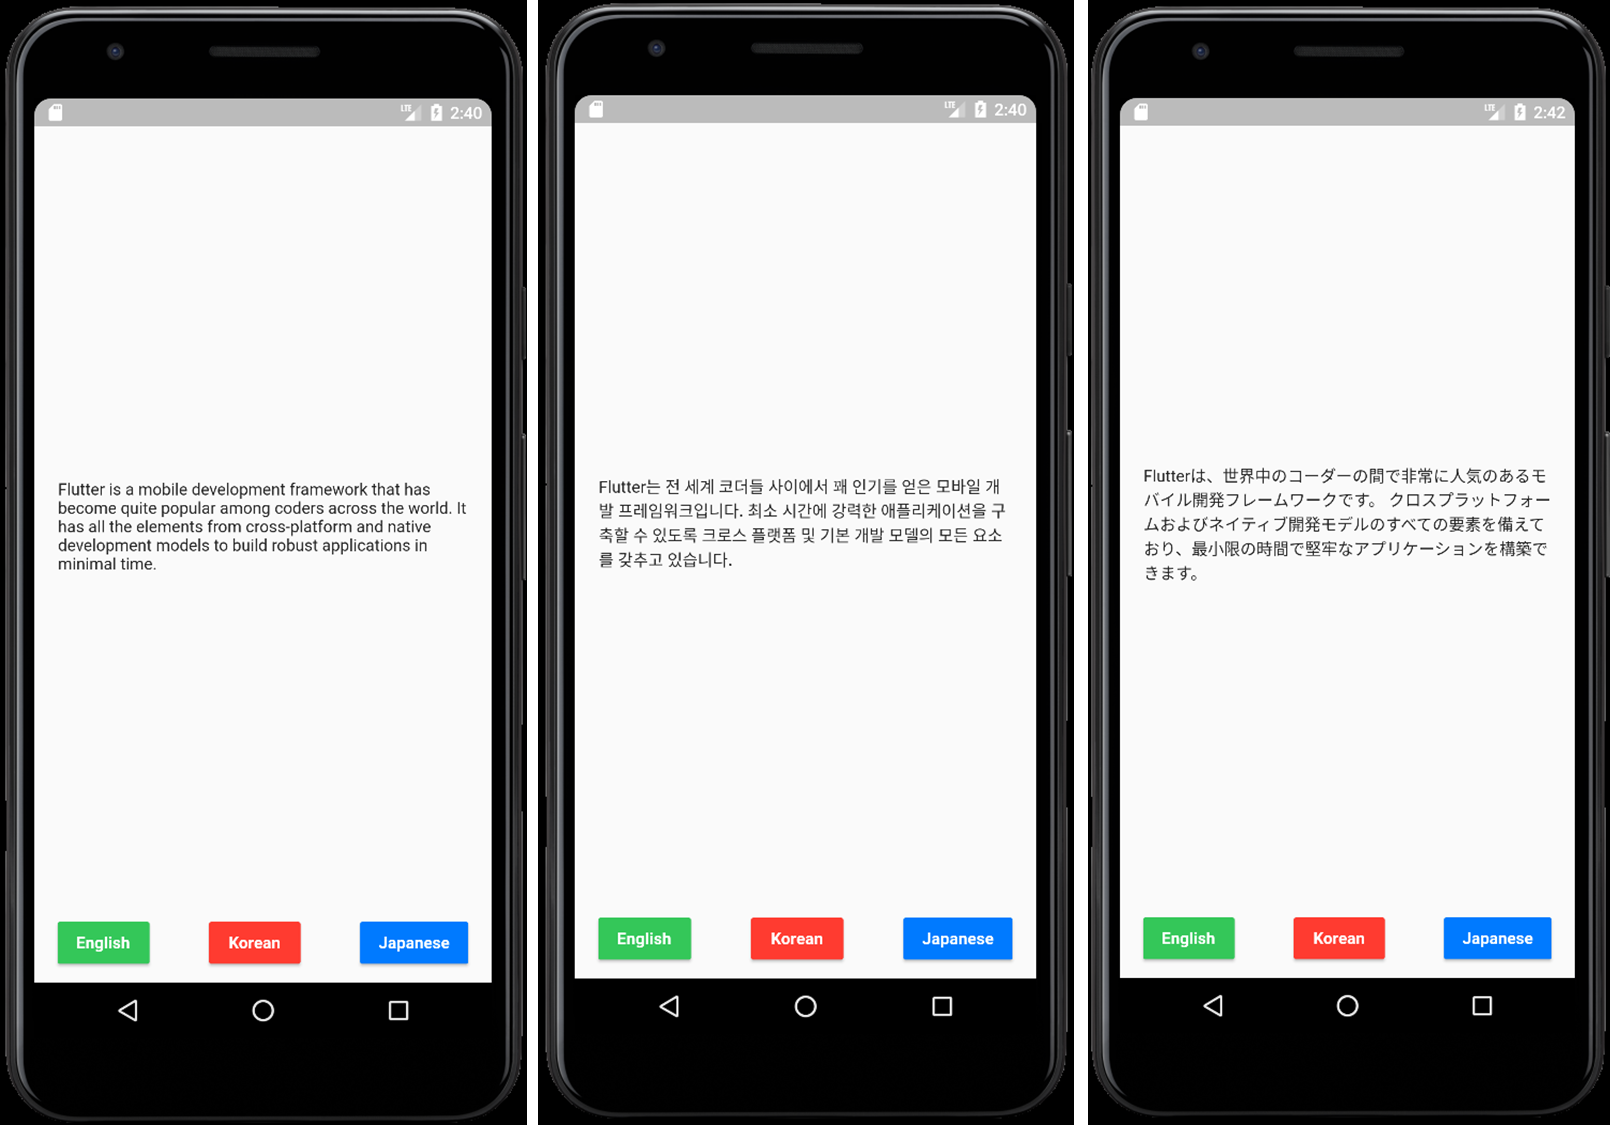 LTE 2:40
Flutter is a mobile development framework that has
become quite popular among coders across the world. It
has all the elements from cross-platform and native
development models to build robust applications in
minimal time.
English Korean Japanese
LTE 2:40
Flutter는 전 세계 코더들 사이에서 꽤 인기를 얻은 모바일 개
발 프레임워크입니다. 최소 시간에 강력한 애플리케이션을 구
축할 수 있도록 크로스 플랫폼 및 기본 개발 모델의 모든 요소
를 갖추고 있습니다.
English Korean Japanese
LTE 2:42
Flutterは、世界中のコーダーの間で非常に人気のあるモ
バイル開発フレームワークです。 クロスプラットフォー
ムおよびネイティブ開発モデルのすべての要素を備えて
おり、最小限の時間で堅牢なアプリケーションを構築で
きます。
English Korean Japanese